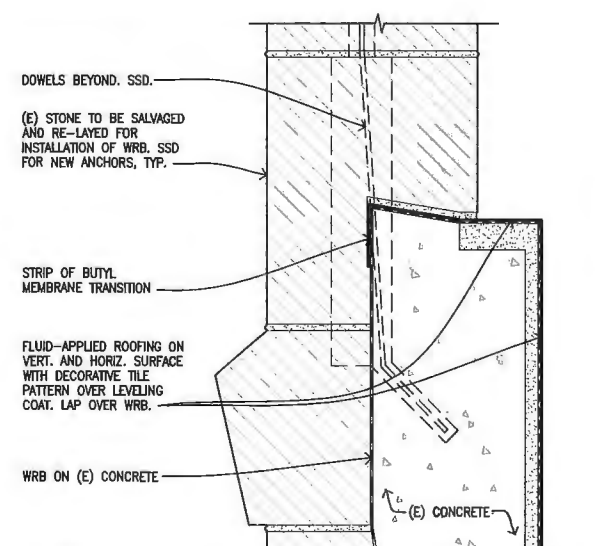 DOWELS BEYOND. SSD.
(E) STONE TO BE SALVAGED
AND RE-LAYED FOR
INSTALLATION OF WRB. SSD
FOR NEW ANCHORS, TYP.
STRIP OF BUTYL
MEMBRANE TRANSITION
FLUID-APPLIED ROOFING ON
VERT. AND HORIZ. SURFACE
WITH DECORATIVE TILE
PATTERN OVER LEVELING
COAT. LAP OVER WRB.
WRB ON (E) CONCRETE
(E) CONCRETE